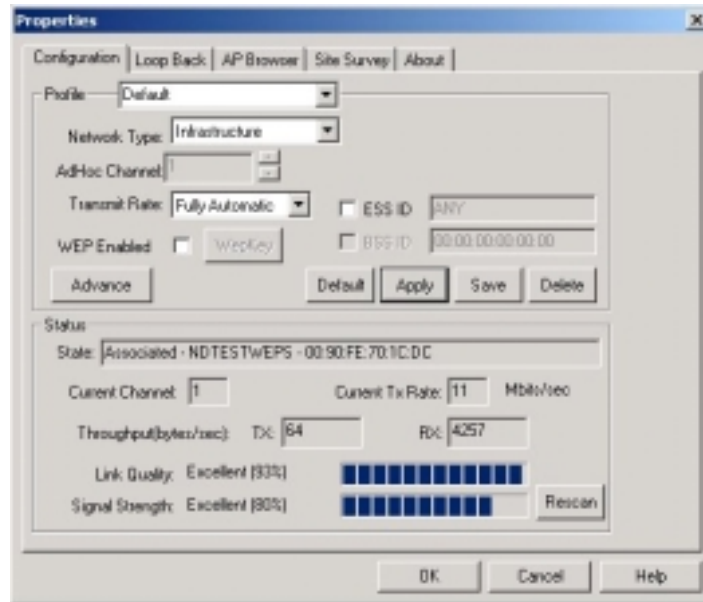 Properties
Configuration Loop Back AP Browser Site Survey About
Profile Default
Network Type: Infrastructure
AdHoc Channel: 1
Transmit Rate: Fully Automatic ESS ID ANY
WEP Enabled WepKey BSS ID 00:00:00:00:00:00
Advance Default Apply Save Delete
Status
State: Associated - NDTESTWEPS - 00:90:FE:70:1C:DC
Current Channel: 1 Current Tx Rate: 11 Mbits/sec
Throughput(bytes/sec): TX: 64 RX: 4257
Link Quality: Excellent (93%)
Signal Strength: Excellent (80%) Rescan
OK Cancel Help